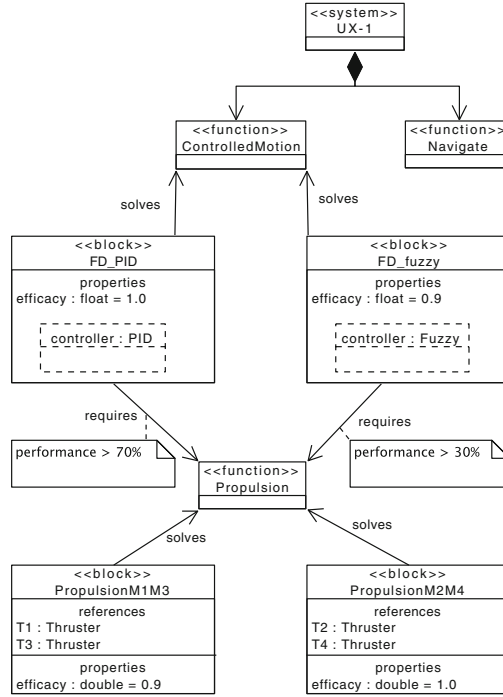 <<system>>
UX-1
<<function>>
ControlledMotion
<<function>>
Navigate
solves
solves
<<block>>
FD_PID
properties
efficacy : float = 1.0
controller : PID
<<block>>
FD_fuzzy
properties
efficacy : float = 0.9
controller : Fuzzy
requires
requires
performance > 70%
performance > 30%
<<function>>
Propulsion
solves
solves
<<block>>
PropulsionM1M3
references
T1 : Thruster
T3 : Thruster
properties
efficacy : double = 0.9
<<block>>
PropulsionM2M4
references
T2 : Thruster
T4 : Thruster
properties
efficacy : double = 1.0